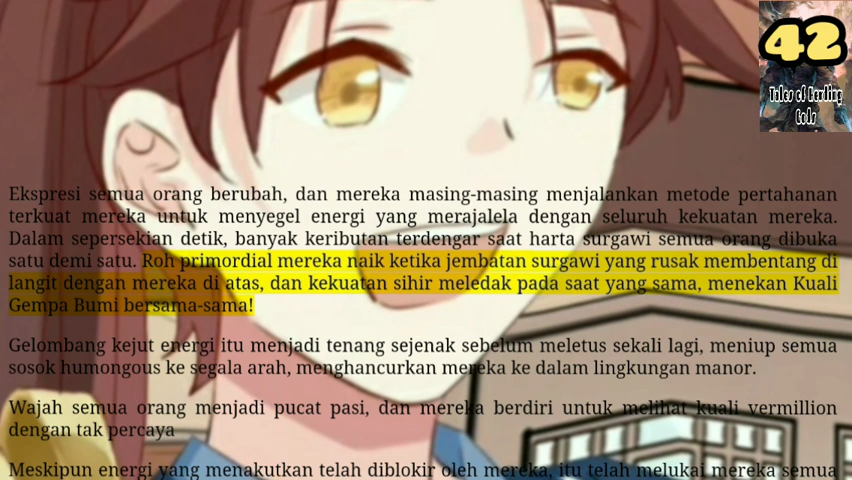 42
Tales of Herding
Gods
Ekspresi semua orang berubah, dan mereka masing-masing menjalankan metode pertahanan
terkuat mereka untuk menyegel energi yang merajalela dengan seluruh kekuatan mereka.
Dalam sepersekian detik, banyak keributan terdengar saat harta surgawi semua orang dibuka
satu demi satu. Roh primordial mereka naik ketika jembatan surgawi yang rusak membentang di
langit dengan mereka di atas, dan kekuatan sihir meledak pada saat yang sama, menekan Kuali
Gempa Bumi bersama-sama!
Gelombang kejut energi itu menjadi tenang sejenak sebelum meletus sekali lagi, meniup semua
sosok humongous ke segala arah, menghancurkan mereka ke dalam lingkungan manor.
Wajah semua orang menjadi pucat pasi, dan mereka berdiri untuk melihat kuali vermillion
dengan tak percaya
Meskipun energi yang menakutkan telah diblokir oleh mereka, itu telah melukai mereka semua